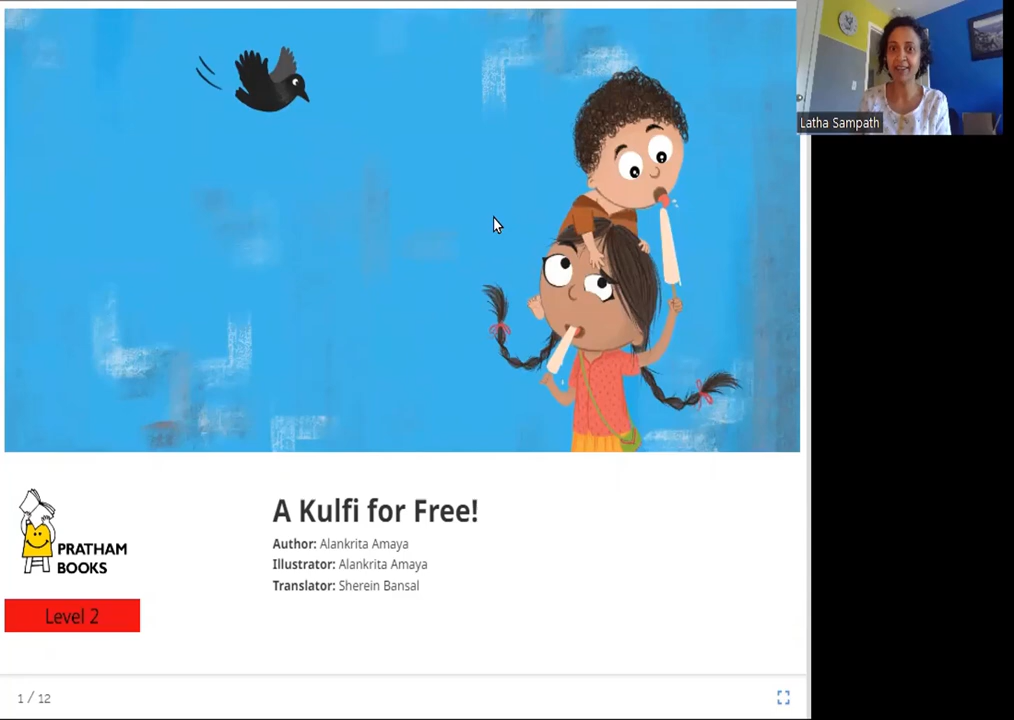 Latha Sampath
A Kulfi for Free!
Author: Alankrita Amaya
Illustrator: Alankrita Amaya
Translator: Sherein Bansal
PRATHAM
BOOKS
Level 2
1 / 12